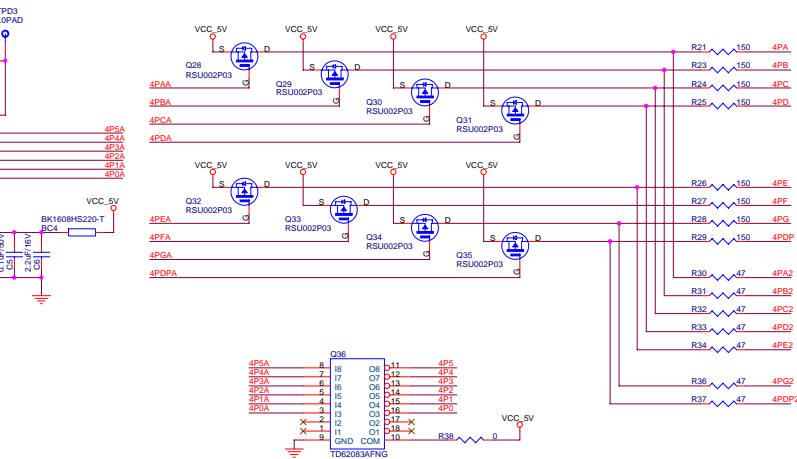 TPD3
.0PAD
VCC_5V VCC_5V VCC_5V VCC_5V
S D R21 150 4PA
Q28 RSU002P03 S D R23 150 4PB
4PAA G Q29 RSU002P03 S D R24 150 4PC
4PBA G Q30 RSU002P03 S D R25 150 4PD
4PCA G Q31 RSU002P03
4PDA G
4P5A
4P4A
4P3A
4P2A
4P1A
4P0A
VCC_5V VCC_5V VCC_5V VCC_5V
S D R26 150 4PE
Q32 RSU002P03 S D R27 150 4PF
4PEA G Q33 RSU002P03 S D R28 150 4PG
4PFA G Q34 RSU002P03 S D R29 150 4PDP
4PGA G Q35 RSU002P03
4PDPA G
VCC_5V
BK1608HS220-T
BC4
C5
2.2uF/16V
C6
R30 47 4PA2
R31 47 4PB2
R32 47 4PC2
R33 47 4PD2
R34 47 4PE2
R36 47 4PG2
R37 47 4PDP2
Q36
4P5A 8 I8 O8 11 4P5
4P4A 7 I7 O7 12 4P4
4P3A 6 I6 O6 13 4P3
4P2A 5 I5 O5 14 4P2
4P1A 4 I4 O4 15 4P1
4P0A 3 I3 O3 16 4P0
2 I2 O2 17
1 I1 O1 18
9 GND COM 10 R38 0 VCC_5V
TD62083AFNG